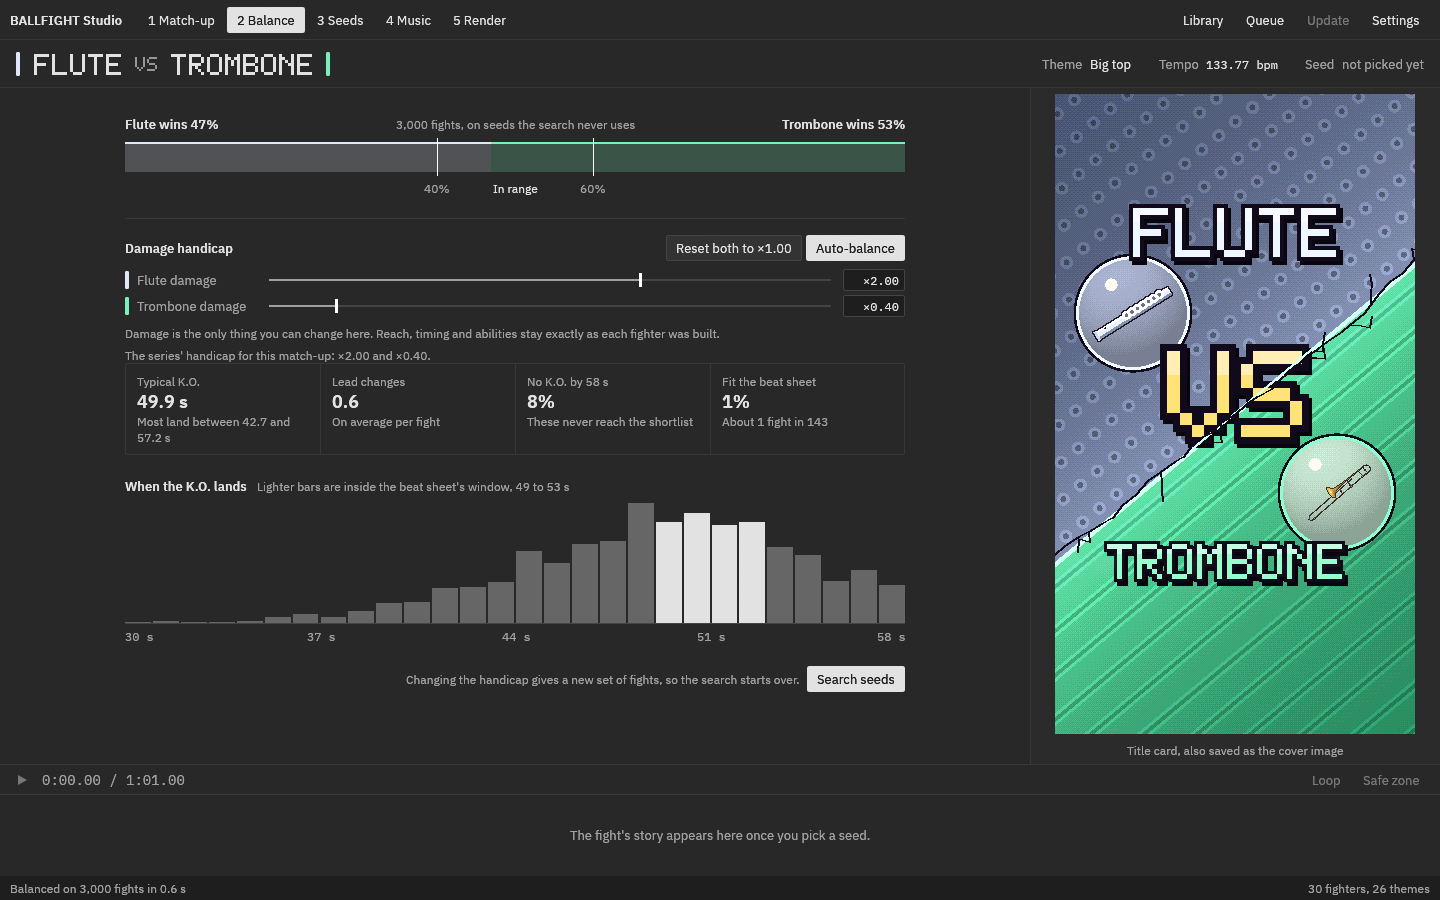 BALLFIGHT Studio 1 Match-up 2 Balance 3 Seeds 4 Music 5 Render Library Queue Update Settings
FLUTE VS TROMBONE Theme Big top Tempo 133.77 bpm Seed not picked yet
Flute wins 47% 3,000 fights, on seeds the search never uses Trombone wins 53%
40% In range 60%
Damage handicap Reset both to ×1.00 Auto-balance
Flute damage ×2.00
Trombone damage ×0.40
Damage is the only thing you can change here. Reach, timing and abilities stay exactly as each fighter was built.
The series' handicap for this match-up: ×2.00 and ×0.40.
Typical K.O. Lead changes No K.O. by 58 s Fit the beat sheet
49.9 s 0.6 8% 1%
Most land between 42.7 and On average per fight These never reach the shortlist About 1 fight in 143
57.2 s
When the K.O. lands Lighter bars are inside the beat sheet's window, 49 to 53 s
30 s 37 s 44 s 51 s 58 s
Changing the handicap gives a new set of fights, so the search starts over. Search seeds
FLUTE
VS
TROMBONE
Title card, also saved as the cover image
0:00.00 / 1:01.00 Loop Safe zone
The fight's story appears here once you pick a seed.
Balanced on 3,000 fights in 0.6 s 30 fighters, 26 themes